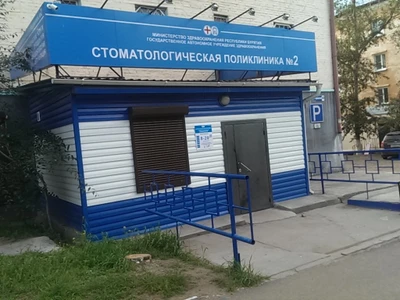 МИНИСТЕРСТВО ЗДРАВООХРАНЕНИЯ РЕСПУБЛИКИ БУРЯТИЯ
ГОСУДАРСТВЕННОЕ АВТОНОМНОЕ УЧРЕЖДЕНИЕ ЗДРАВООХРАНЕНИЯ
СТОМАТОЛОГИЧЕСКАЯ ПОЛИКЛИНИКА №2
P